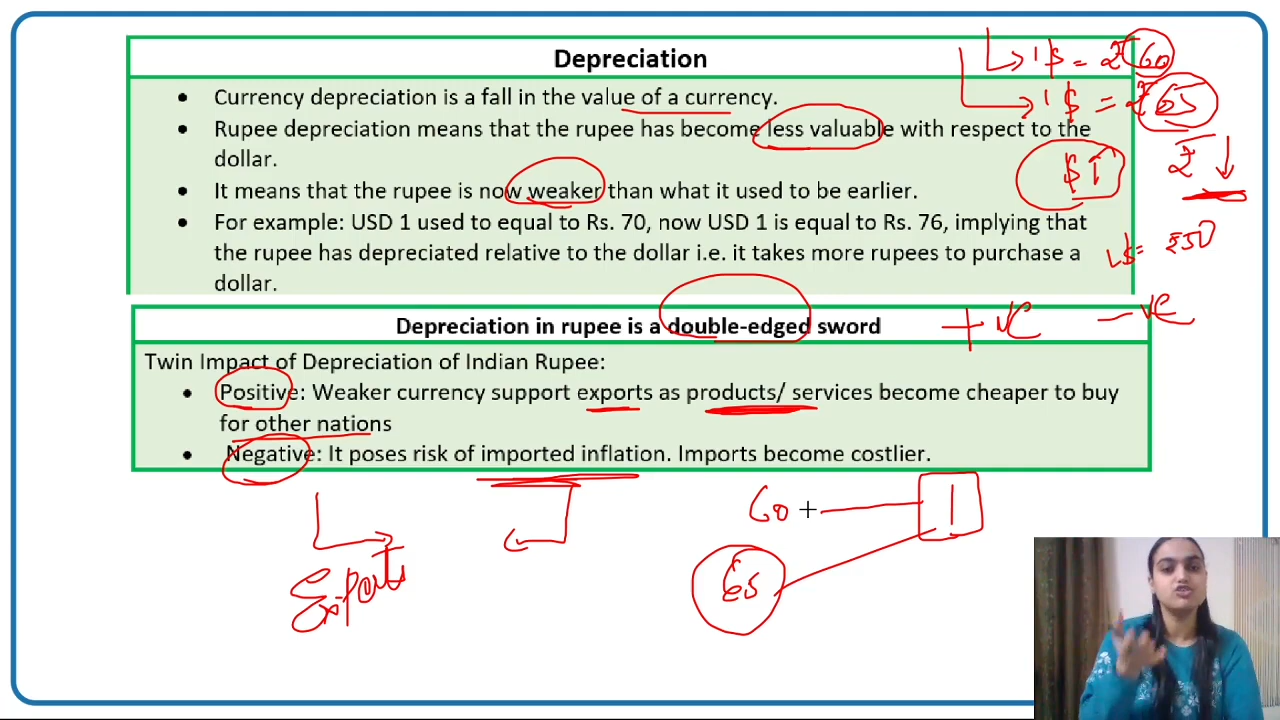 Depreciation
• Currency depreciation is a fall in the value of a currency.
• Rupee depreciation means that the rupee has become less valuable with respect to the
dollar.
• It means that the rupee is now weaker than what it used to be earlier.
• For example: USD 1 used to equal to Rs. 70, now USD 1 is equal to Rs. 76, implying that
the rupee has depreciated relative to the dollar i.e. it takes more rupees to purchase a
dollar.
1 $ = ₹ 60
1 $ = ₹ 65
$ ↑ ₹ ↓
1$ = ₹50
Depreciation in rupee is a double-edged sword
+ve -ve
Twin Impact of Depreciation of Indian Rupee:
• Positive: Weaker currency support exports as products/ services become cheaper to buy
for other nations
• Negative: It poses risk of imported inflation. Imports become costlier.
60 1
65
Exports